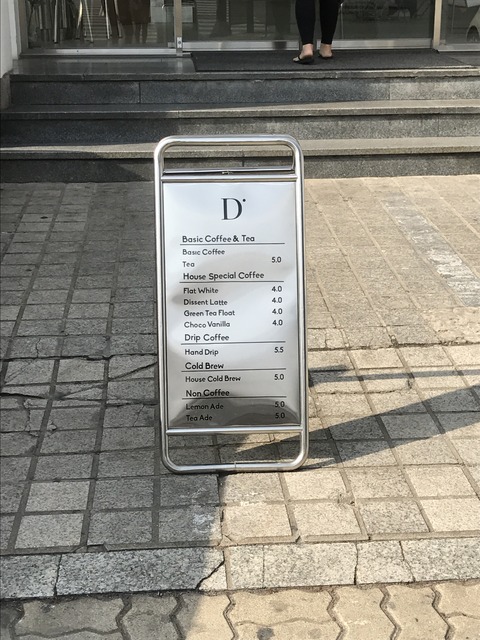 D
Basic Coffee & Tea
Basic Coffee
Tea 5.0
House Special Coffee
Flat White 4.0
Dissent Latte 4.0
Green Tea Float 4.0
Choco Vanilla 4.0
Drip Coffee
Hand Drip 5.5
Cold Brew
House Cold Brew 5.0
Non Coffee
Lemon Ade 5.0
Tea Ade 5.0